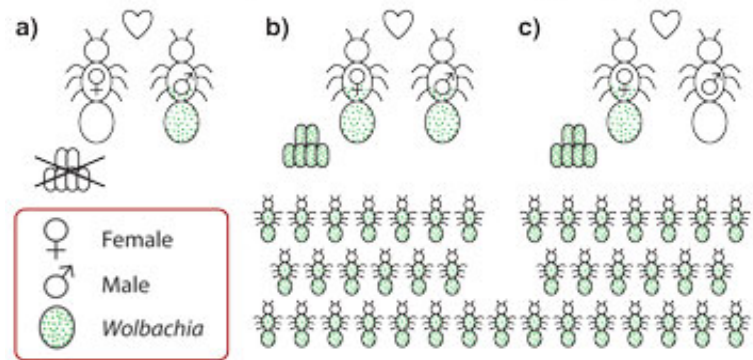 a)
b)
c)
♀
♂
♀
♂
♀
♂
♀ Female
♂ Male
Wolbachia